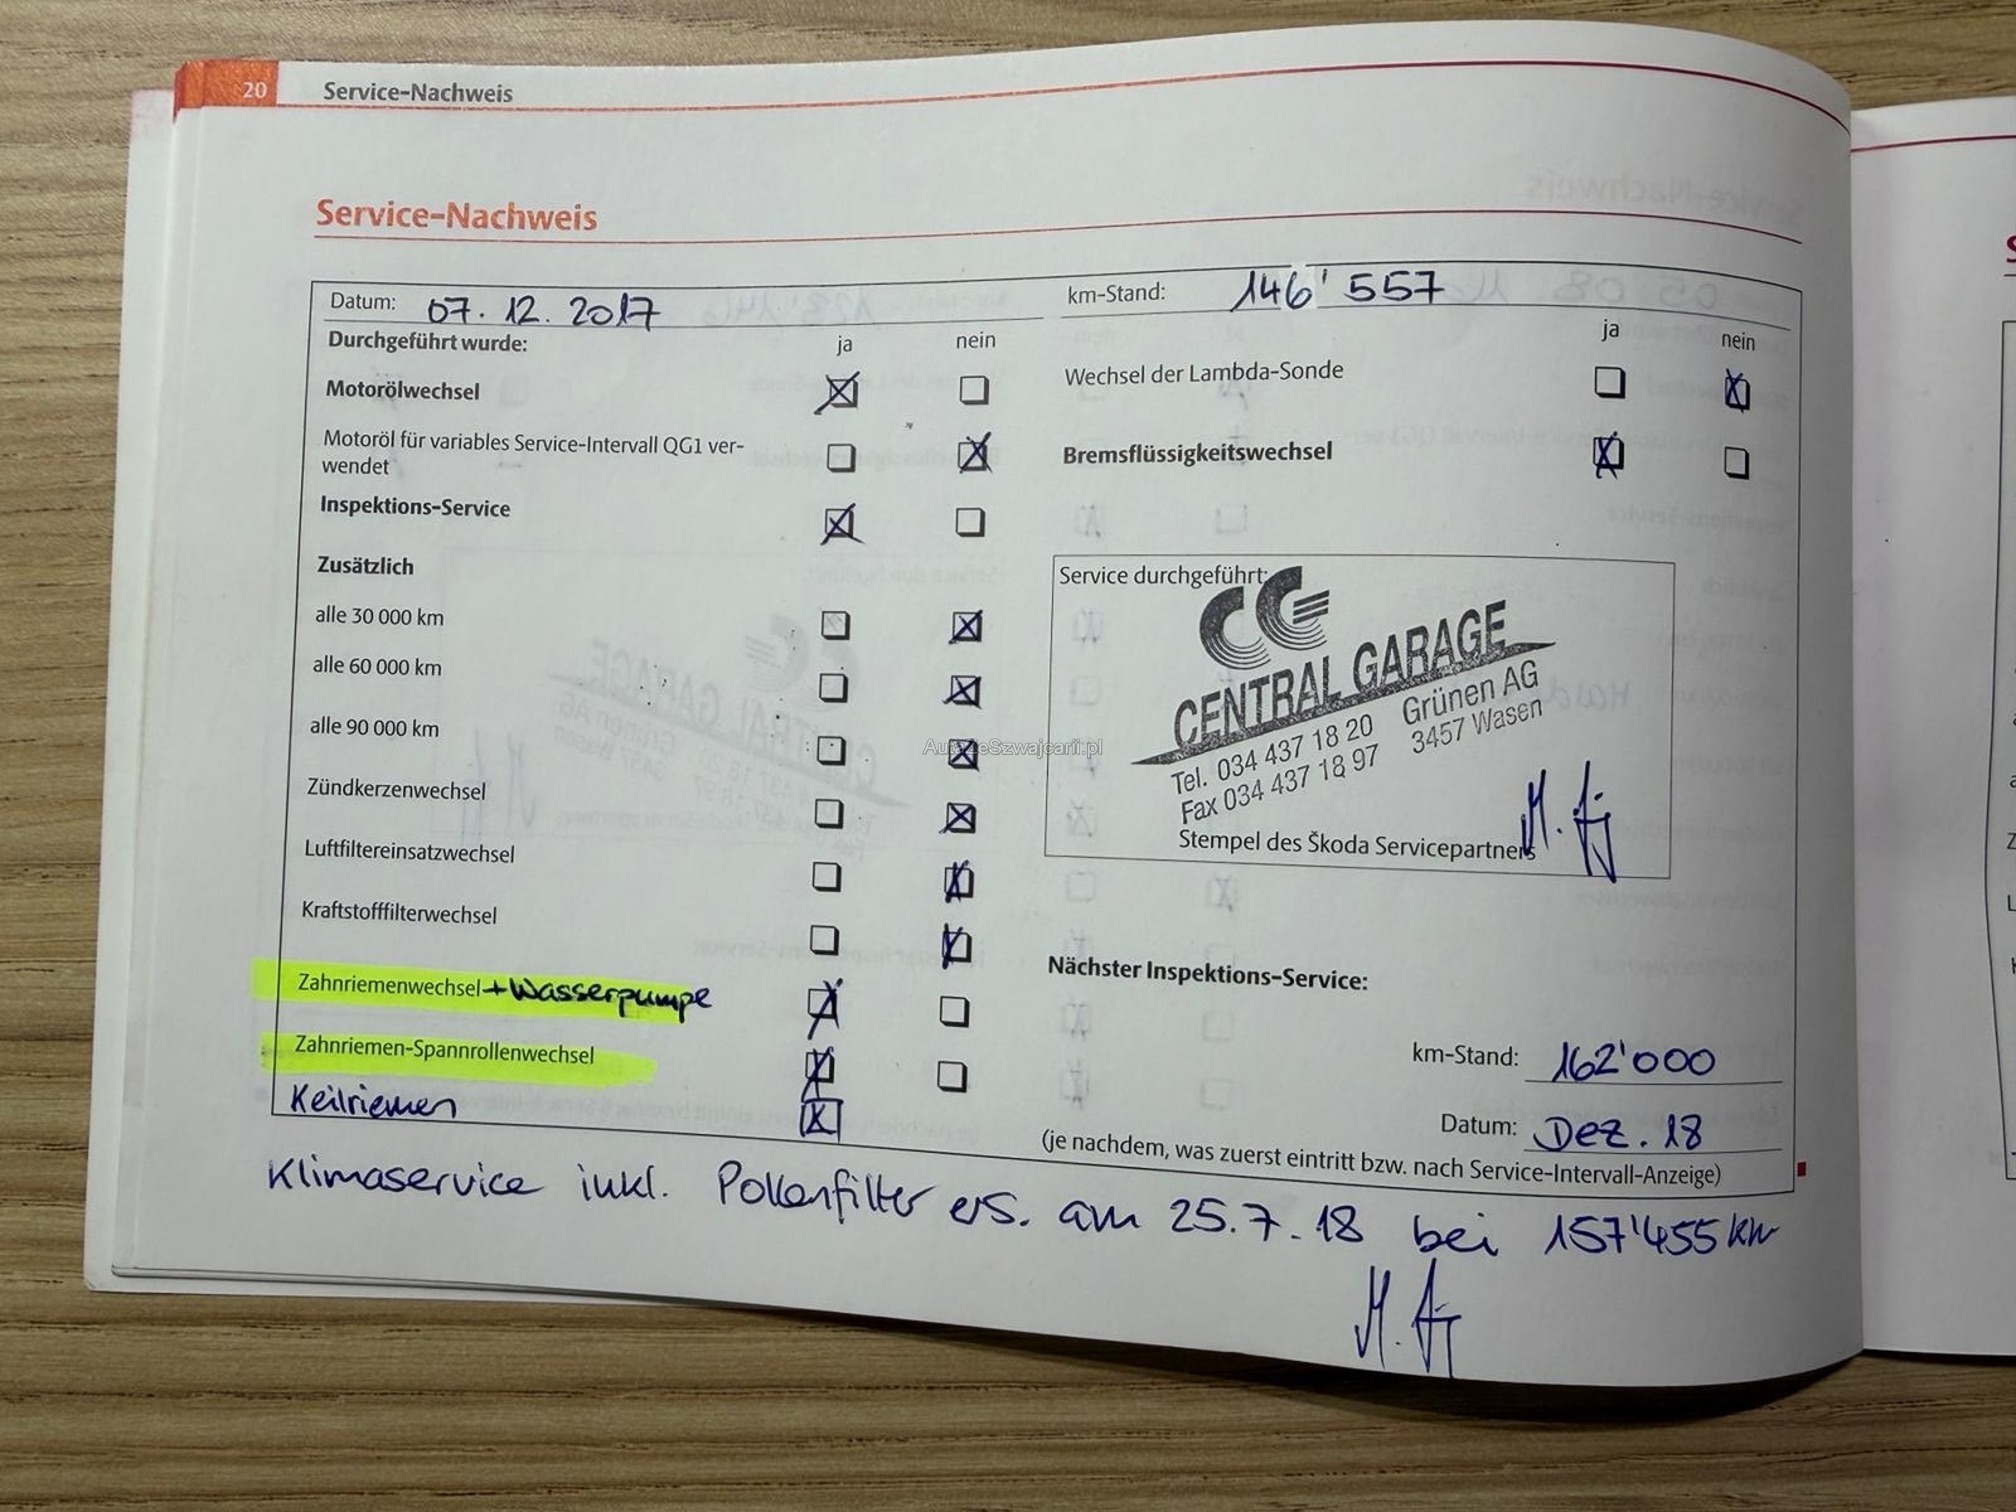 20 Service-Nachweis
Service-Nachweis
Datum: 07. 12. 2017
km-Stand: 146'557
Durchgeführt wurde: ja nein
ja nein
Motorölwechsel
Wechsel der Lambda-Sonde
Motoröl für variables Service-Intervall QG1 ver-
wendet
Bremsflüssigkeitswechsel
Inspektions-Service
Zusätzlich
alle 30 000 km
alle 60 000 km
alle 90 000 km
Zündkerzenwechsel
Luftfiltereinsatzwechsel
Kraftstofffilterwechsel
Zahnriemenwechsel + Wasserpumpe
Zahnriemen-Spannrollenwechsel
Keilriemen
Service durchgeführt:
CG
CENTRAL GARAGE
Grünen AG
Tel. 034 437 18 20
3457 Wasen
Fax 034 437 18 97
Stempel des Škoda Servicepartners
AutazeSzwajcarii.pl
Nächster Inspektions-Service:
km-Stand: 162'000
Datum: Dez. 18
(je nachdem, was zuerst eintritt bzw. nach Service-Intervall-Anzeige)
Klimaservice inkl. Pollenfilter ers. am 25.7.18 bei 157'455 km